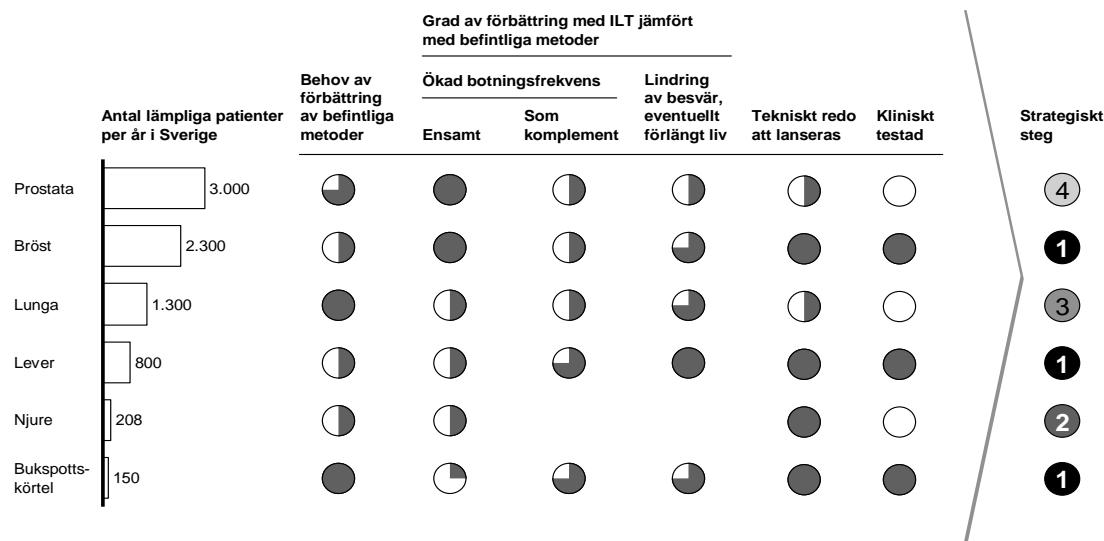 Grad av förbättring med ILT jämfört
med befintliga metoder
Behov av
förbättring
av befintliga
metoder
Ökad botningsfrekvens
Lindring
av besvär,
eventuellt
förlängt liv
Antal lämpliga patienter
per år i Sverige
Ensamt
Som
komplement
Tekniskt redo
att lanseras
Kliniskt
testad
Strategiskt
steg
Prostata 3.000 4
Bröst 2.300 1
Lunga 1.300 3
Lever 800 1
Njure 208 2
Bukspotts-
körtel 150 1